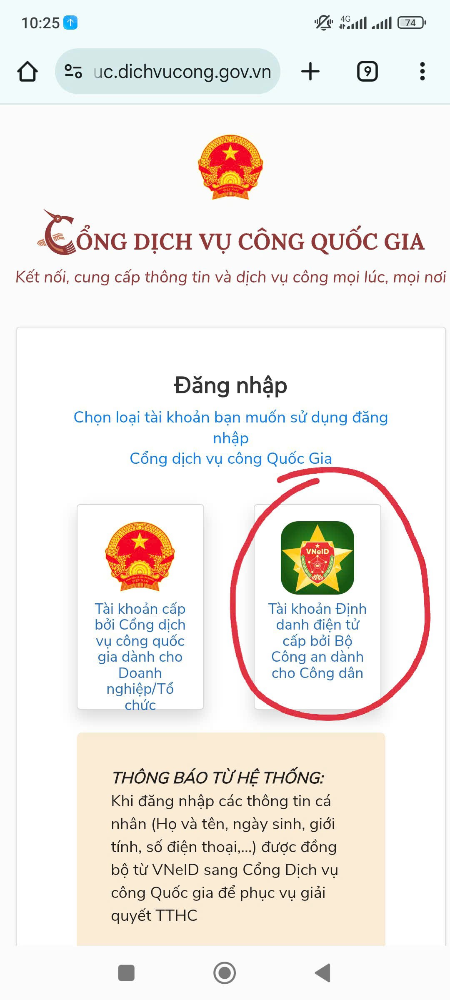 10:25
4G
74
uc.dichvucong.gov.vn
9
CỔNG DỊCH VỤ CÔNG QUỐC GIA
Kết nối, cung cấp thông tin và dịch vụ công mọi lúc, mọi nơi
Đăng nhập
Chọn loại tài khoản bạn muốn sử dụng đăng
nhập
Cổng dịch vụ công Quốc Gia
Tài khoản cấp
bởi Cổng dịch
vụ công quốc
gia dành cho
Doanh
nghiệp/Tổ
chức
VNeID
Tài khoản Định
danh điện tử
cấp bởi Bộ
Công an dành
cho Công dân
THÔNG BÁO TỪ HỆ THỐNG:
Khi đăng nhập các thông tin cá
nhân (Họ và tên, ngày sinh, giới
tính, số điện thoại,...) được đồng
bộ từ VNeID sang Cổng Dịch vụ
công Quốc gia để phục vụ giải
quyết TTHC